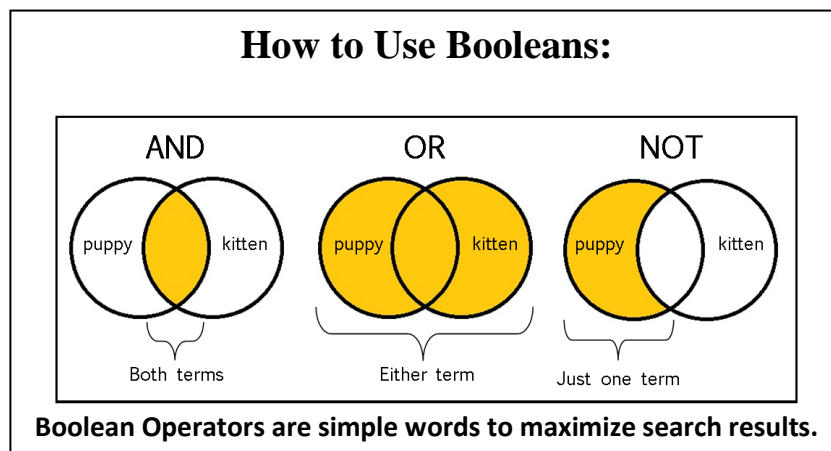 How to Use Booleans:
AND OR NOT
puppy kitten puppy kitten puppy kitten
Both terms Either term Just one term
Boolean Operators are simple words to maximize search results.